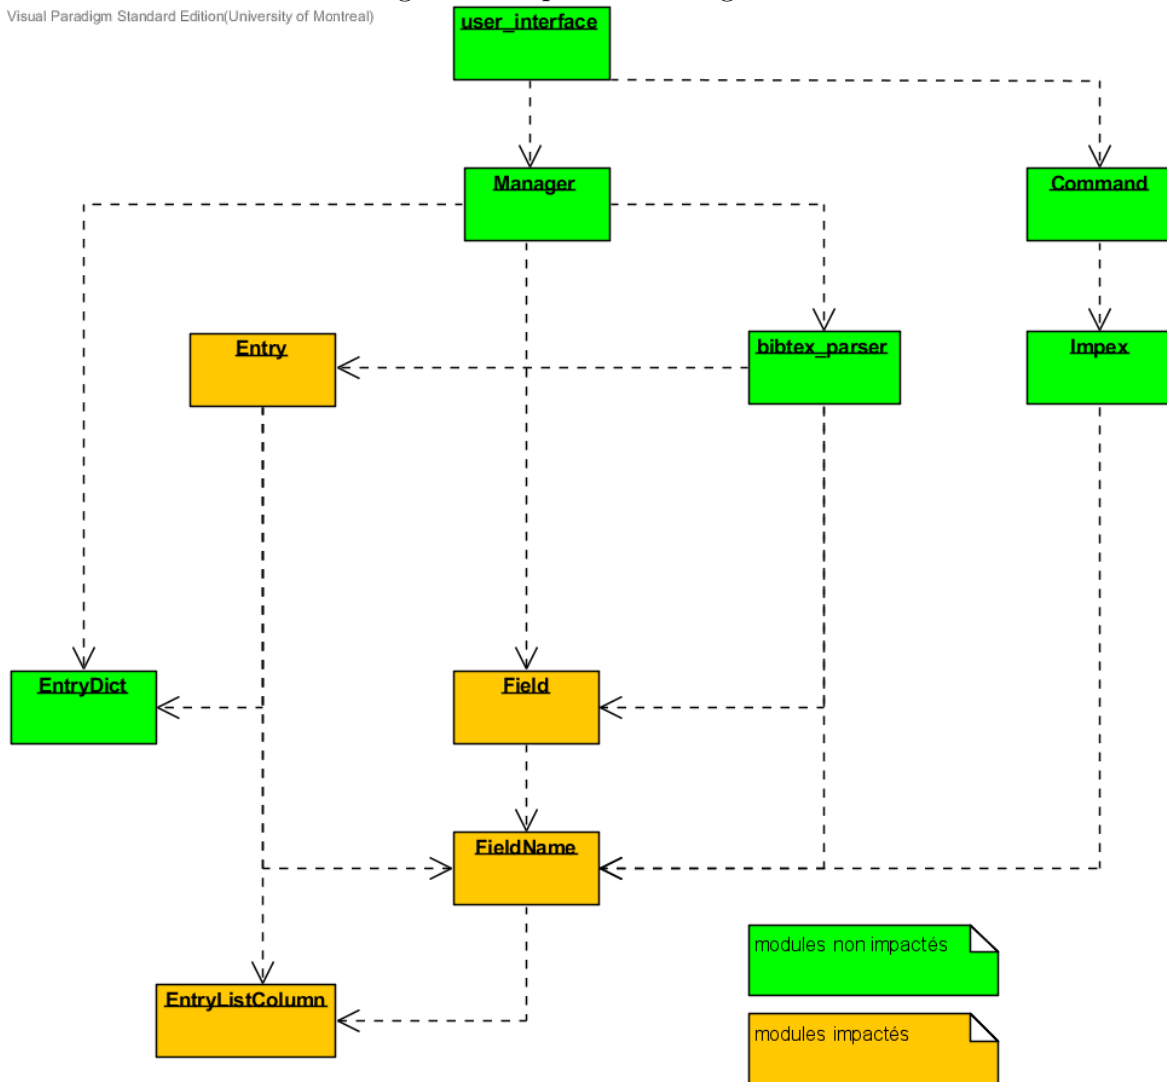 Visual Paradigm Standard Edition(University of Montreal)
user_interface
Manager
Command
Entry
bibtex_parser
Impex
EntryDict
Field
FieldName
EntryListColumn
modules non impactés
modules impactés